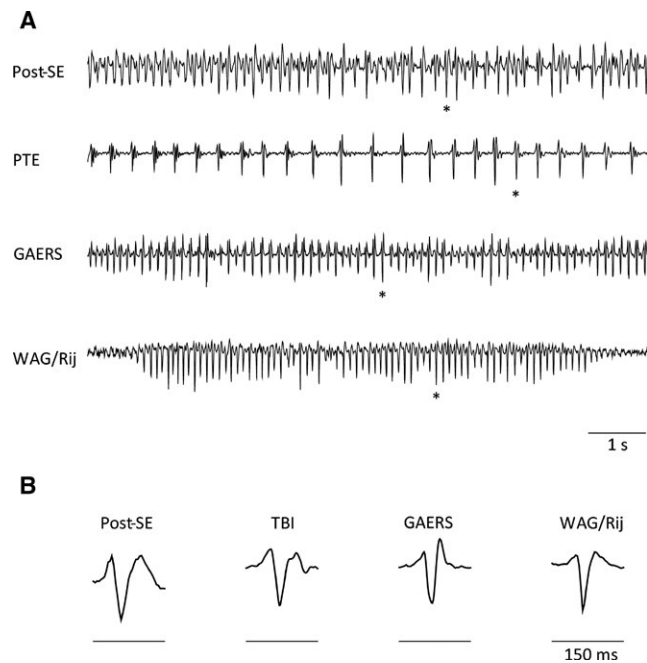 A
Post-SE
*
PTE
*
GAERS
*
WAG/Rij
*
1 s
B
Post-SE TBI GAERS WAG/Rij
150 ms